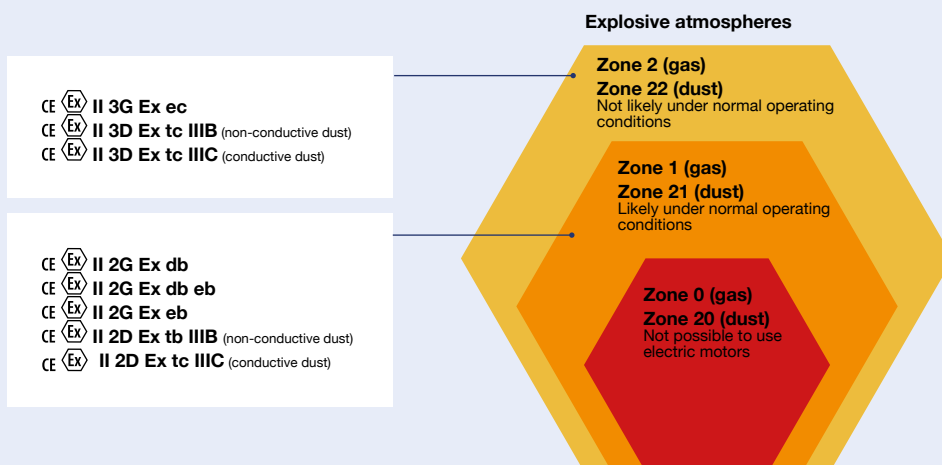 Explosive atmospheres
CE Ex II 3G Ex ec
CE Ex II 3D Ex tc IIIB (non-conductive dust)
CE Ex II 3D Ex tc IIIC (conductive dust)
CE Ex II 2G Ex db
CE Ex II 2G Ex db eb
CE Ex II 2G Ex eb
CE Ex II 2D Ex tb IIIB (non-conductive dust)
CE Ex II 2D Ex tc IIIC (conductive dust)
Zone 2 (gas)
Zone 22 (dust)
Not likely under normal operating
conditions
Zone 1 (gas)
Zone 21 (dust)
Likely under normal operating
conditions
Zone 0 (gas)
Zone 20 (dust)
Not possible to use
electric motors